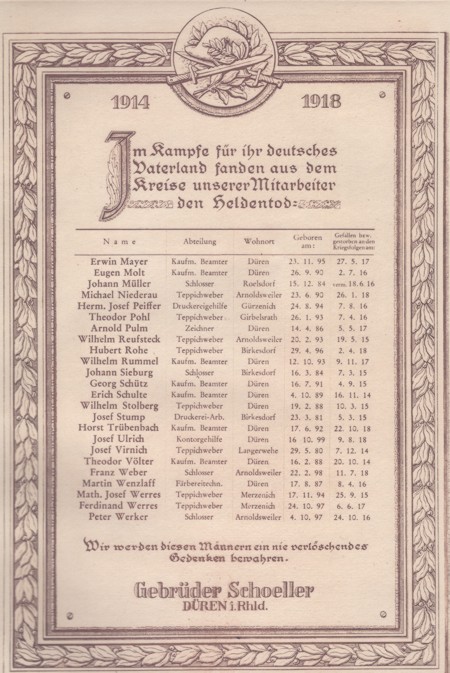 1914 1918
Im Kampfe für ihr deutsches
Vaterland fanden aus dem
Kreise unserer Mitarbeiter
den Heldentod:
Name Abteilung Wohnort Geboren am: Gefallen bzw. gestorben an den Kriegsfolgen am:
Erwin Mayer Kaufm. Beamter Düren 23. 11. 95 27. 5. 17
Eugen Molt Kaufm. Beamter Düren 26. 9. 90 2. 7. 16
Johann Müller Schlosser Roelsdorf 15. 12. 84 verm. 18. 6. 16
Michael Niederau Teppichweber Arnoldsweiler 23. 6. 90 26. 1. 18
Herm. Josef Peiffer Druckereigehilfe Gürzenich 24. 8. 94 7. 8. 16
Theodor Pohl Teppichweber Girbelsrath 26. 1. 93 7. 4. 16
Arnold Pulm Zeichner Düren 14. 4. 86 5. 5. 17
Wilhelm Reufsteck Teppichweber Arnoldsweiler 20. 2. 93 19. 5. 15
Hubert Rohe Teppichweber Birkesdorf 29. 4. 96 2. 4. 18
Wilhelm Rummel Kaufm. Beamter Düren 12. 10. 93 9. 11. 17
Johann Sieburg Schlosser Birkesdorf 16. 3. 84 7. 3. 15
Georg Schütz Kaufm. Beamter Düren 16. 7. 91 4. 9. 15
Erich Schulte Kaufm. Beamter Düren 4. 10. 89 16. 11. 14
Wilhelm Stolberg Teppichweber Düren 19. 2. 88 10. 3. 15
Josef Stump Druckerei-Arb. Birkesdorf 23. 3. 81 5. 3. 15
Horst Trübenbach Kaufm. Beamter Düren 17. 6. 92 22. 10. 18
Josef Ulrich Kontorgehilfe Düren 16. 10. 99 9. 8. 18
Josef Virnich Teppichweber Langerwehe 29. 5. 80 7. 12. 14
Theodor Völter Kaufm. Beamter Düren 16. 2. 88 20. 10. 14
Franz Weber Schlosser Arnoldsweiler 22. 2. 98 11. 7. 18
Martin Wenzlaff Färbereitechn. Düren 17. 8. 87 8. 4. 16
Math. Josef Werres Teppichweber Merzenich 17. 11. 94 25. 9. 15
Ferdinand Werres Teppichweber Merzenich 24. 10. 97 6. 6. 17
Peter Werker Schlosser Arnoldsweiler 4. 10. 97 24. 10. 16
Wir werden diesen Männern ein nie verlöschendes
Gedenken bewahren.
Gebrüder Schoeller
DÜREN i. Rhld.